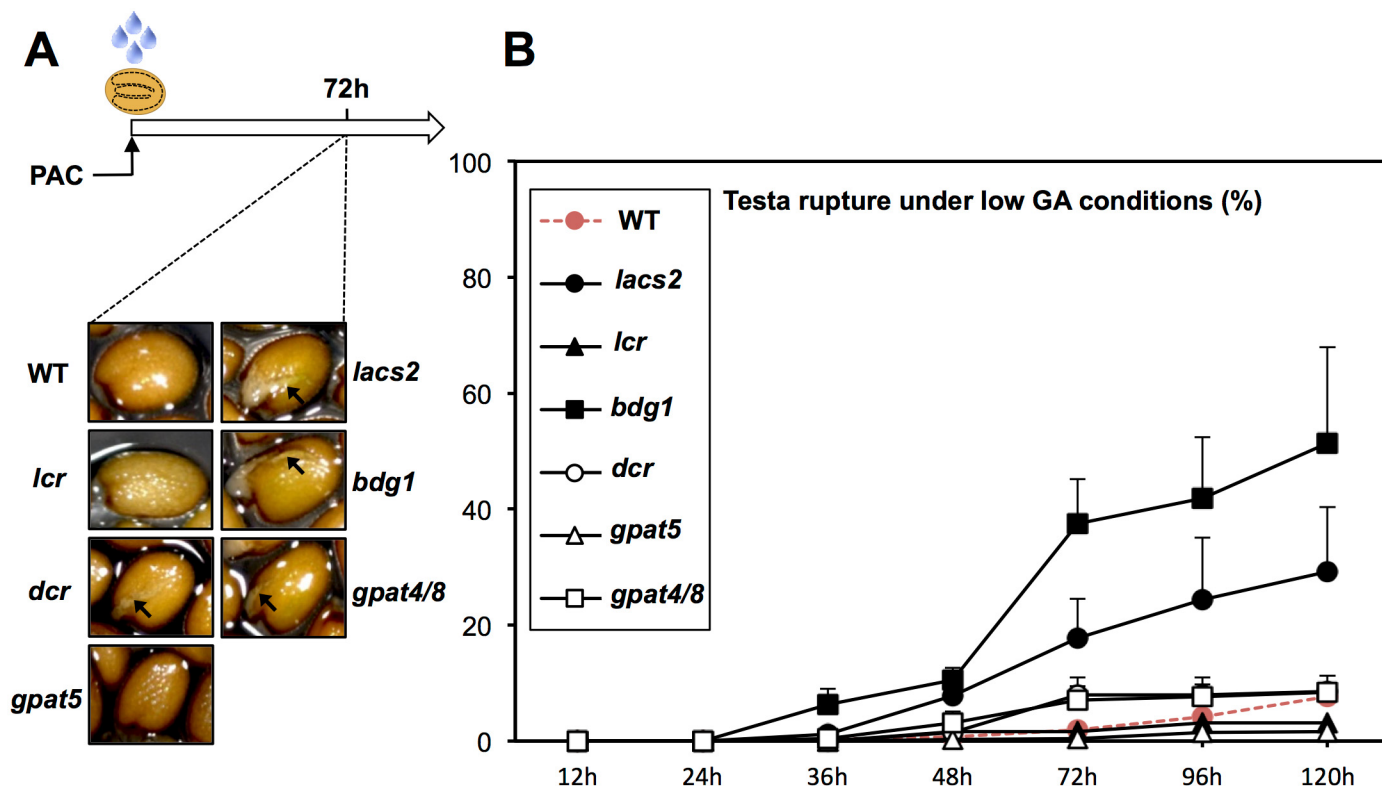 A
72h
PAC
WT
lacs2
lcr
bdg1
dcr
gpat4/8
gpat5
B
Testa rupture under low GA conditions (%)
100
80
60
40
20
0
WT
lacs2
lcr
bdg1
dcr
gpat5
gpat4/8
12h 24h 36h 48h 72h 96h 120h